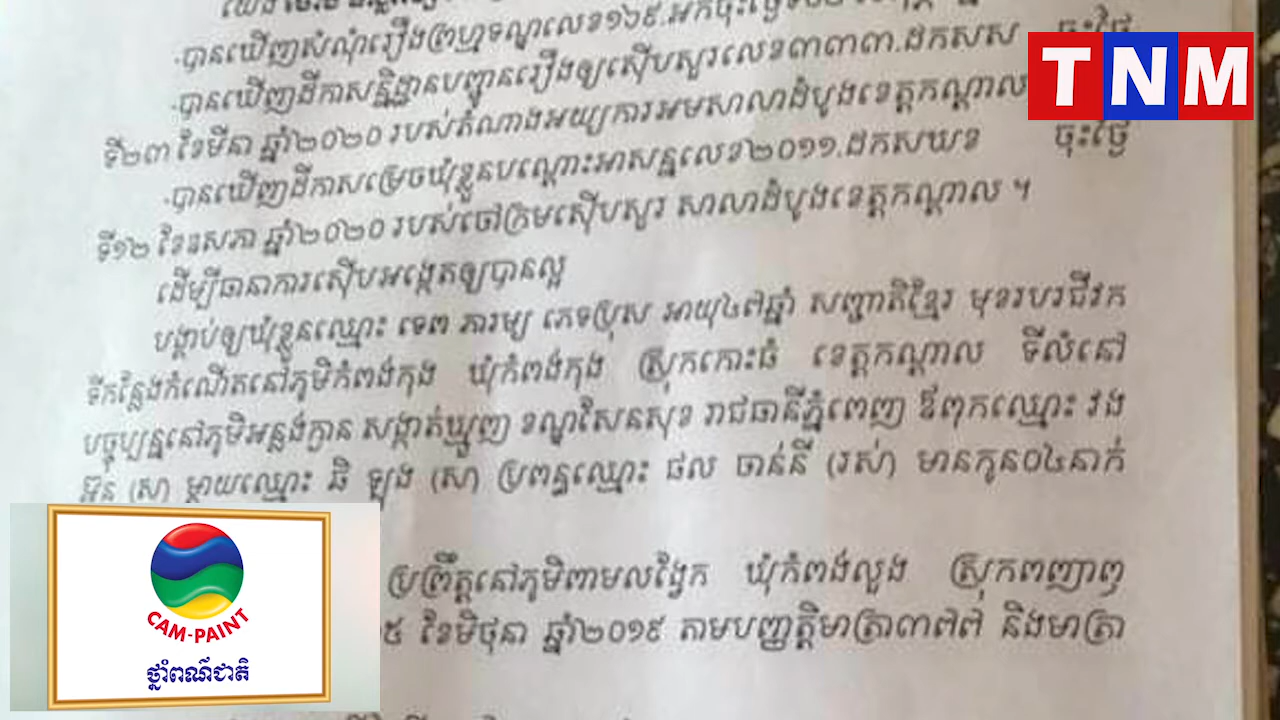 -បានឃើញសំណុំរឿងព្រហ្មទណ្ឌលេខ១៦៩.អកចុះថ្ងៃទី
-បានឃើញដីកាសន្និដ្ឋានបញ្ជូនរឿងឲ្យស៊ើបសួរលេខ៣៣៣.ដកសស ចុះថ្ងៃ
ទី២៣ ខែមីនា ឆ្នាំ២០២០ របស់តំណាងអយ្យការអមសាលាដំបូងខេត្តកណ្តាល
-បានឃើញដីកាសម្រេចឃុំខ្លួនបណ្តោះអាសន្នលេខ២០១១.ដកសឃខ ចុះថ្ងៃ
ទី១២ ខែឧសភា ឆ្នាំ២០២០ របស់ចៅក្រមស៊ើបសួរ សាលាដំបូងខេត្តកណ្តាល ។
ដើម្បីធានាការស៊ើបអង្កេតឲ្យបានល្អ
បង្គាប់ឲ្យឃុំខ្លួនឈ្មោះ ទេព ភារម្យ ភេទប្រុស អាយុ៤៧ឆ្នាំ សញ្ជាតិខ្មែរ មុខរបរជីវក
ទីកន្លែងកំណើតនៅភូមិកំពង់កុង ឃុំកំពង់កុង ស្រុកកោះធំ ខេត្តកណ្តាល ទីលំនៅ
បច្ចុប្បន្ននៅភូមិអន្លង់ក្ងាន សង្កាត់ឃ្មួញ ខណ្ឌសែនសុខ រាជធានីភ្នំពេញ ឪពុកឈ្មោះ វង
អ៊ួន (ស) ម្តាយឈ្មោះ ឆិ ឡុង (ស) ប្រពន្ធឈ្មោះ ផល ចាន់នី (រស់) មានកូន០៤នាក់
ប្រព្រឹត្តនៅភូមិពាមលង្វែក ឃុំកំពង់លួង ស្រុកពញាឮ
៥ ខែមិថុនា ឆ្នាំ២០១៩ តាមបញ្ញត្តិមាត្រា៣៧៧ និងមាត្រា
TNM
CAM-PAINT
ថ្នាំពណ៌ជាតិ